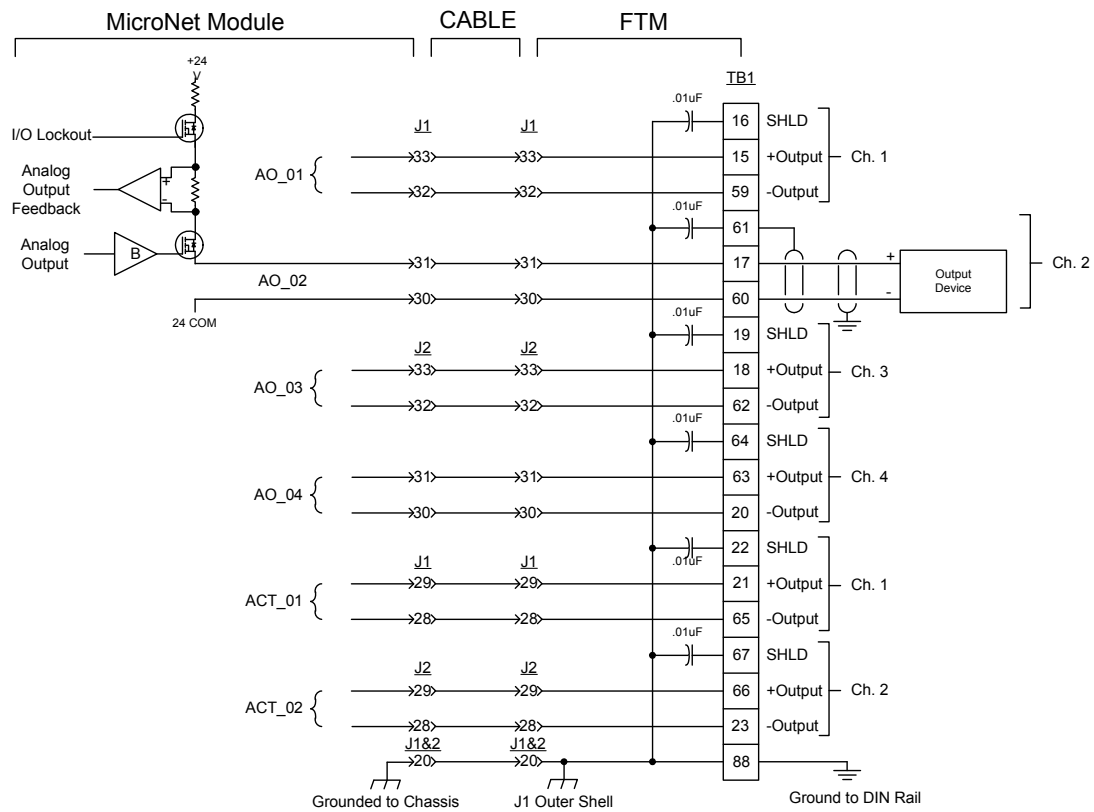 MicroNet Module CABLE FTM
+24
TB1
.01uF
I/O Lockout J1 J1 16 SHLD
33 33 15 +Output Ch. 1
Analog
Output
Feedback
+
-
AO_01 32 32 59 -Output
.01uF
61
Analog
Output
B
31 31 17 + Output
Device
Ch. 2
AO_02
30 30 60 -
24 COM
.01uF
J2 J2 19 SHLD
33 33 18 +Output Ch. 3
AO_03
32 32 62 -Output
.01uF
64 SHLD
31 31 63 +Output Ch. 4
AO_04
30 30 20 -Output
22 SHLD
.01uF
J1 J1
29 29 21 +Output Ch. 1
ACT_01
28 28 65 -Output
.01uF
67 SHLD
J2 J2
29 29 66 +Output Ch. 2
ACT_02
28 28 23 -Output
J1&2 J1&2
20 20 88
Grounded to Chassis J1 Outer Shell Ground to DIN Rail